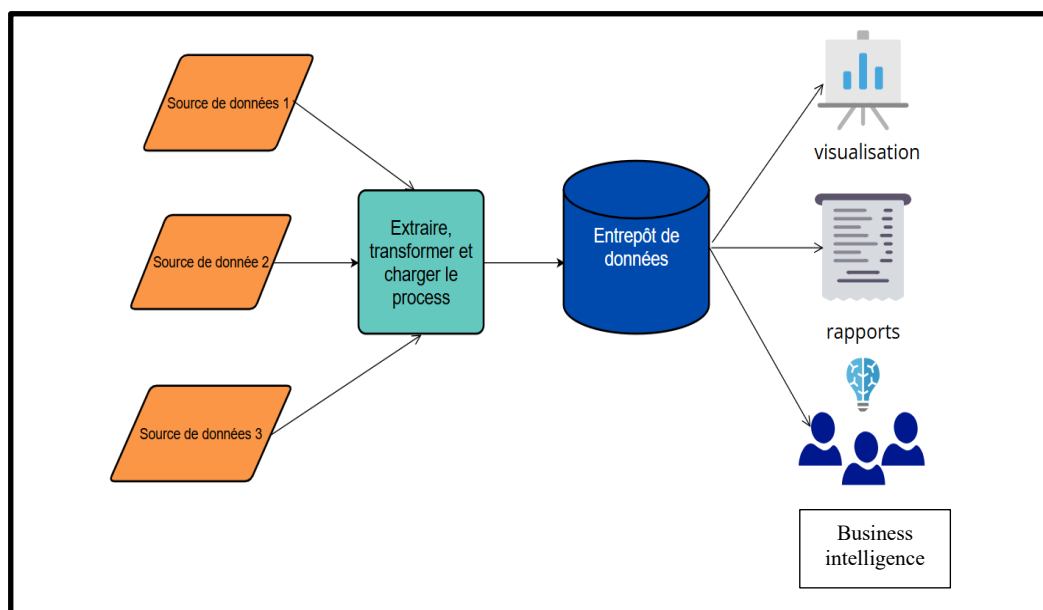 Source de données 1
Source de donnée 2
Source de données 3
Extraire,
transformer et
charger le
process
Entrepôt de
données
visualisation
rapports
Business
intelligence